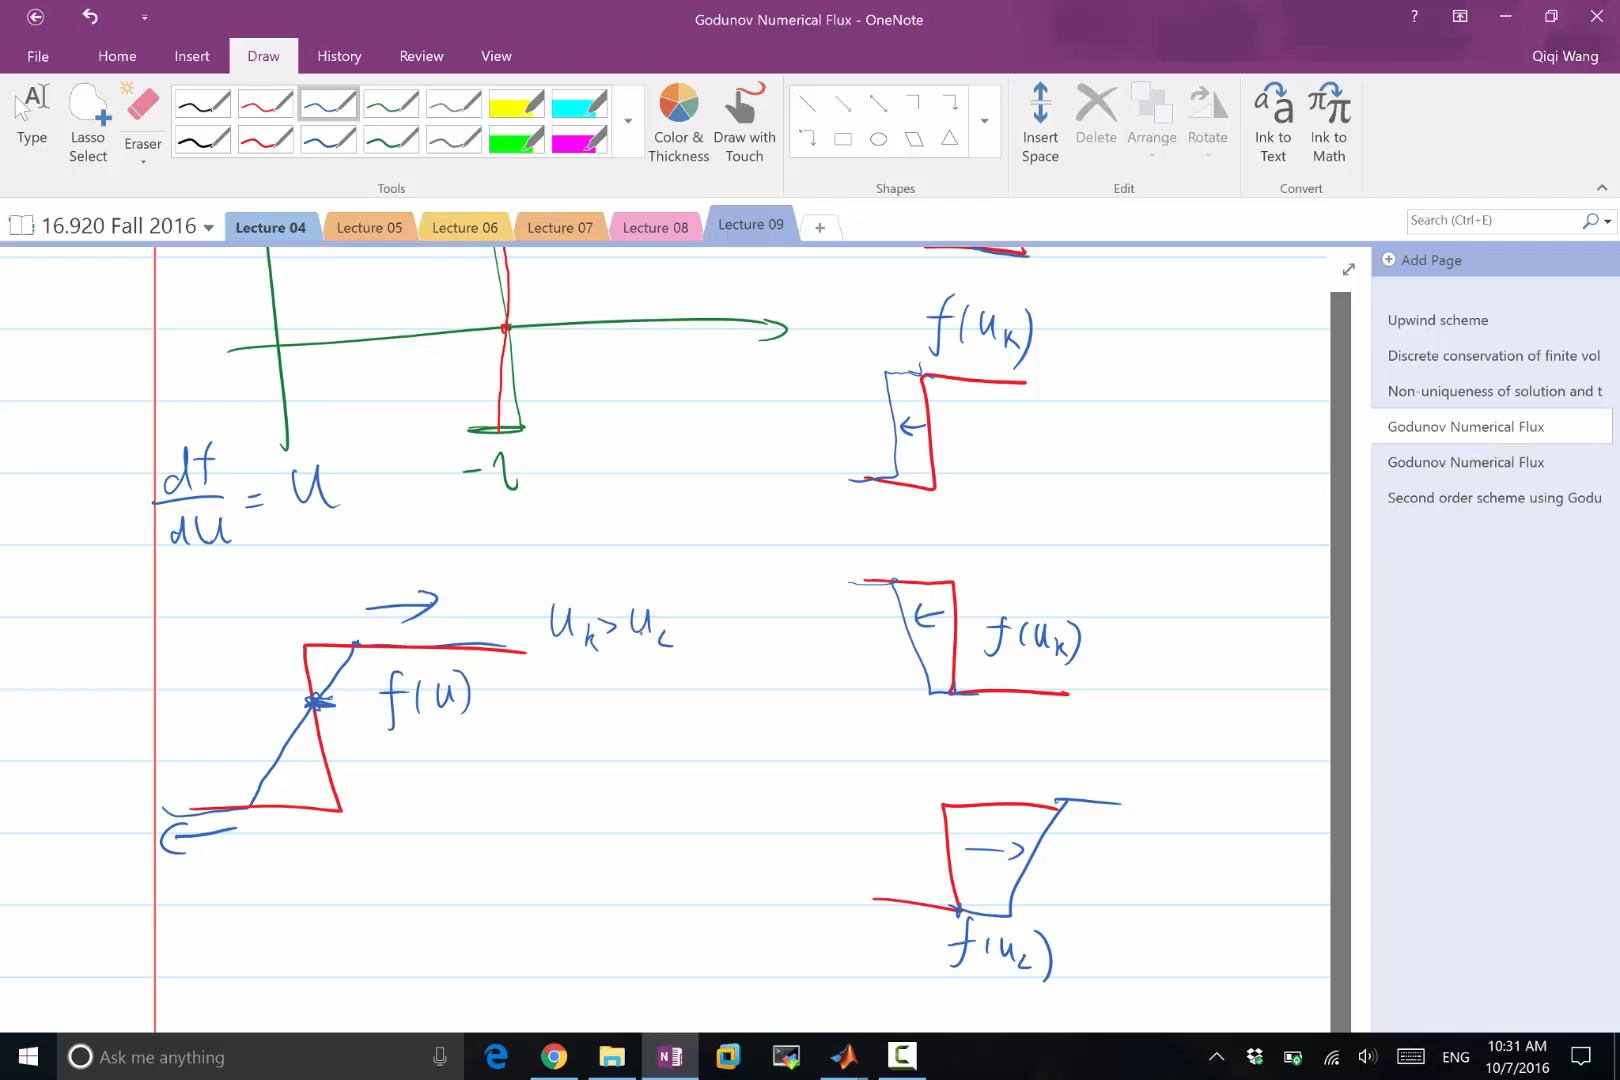 Godunov Numerical Flux - OneNote
?
File Home Insert Draw History Review View
Qiqi Wang
Type
Lasso Select
Eraser
Color & Thickness
Draw with Touch
Insert Space
Delete
Arrange
Rotate
Ink to Text
Ink to Math
Tools
Shapes
Edit
Convert
16.920 Fall 2016
Lecture 04 Lecture 05 Lecture 06 Lecture 07 Lecture 08 Lecture 09 +
Search (Ctrl+E)
Add Page
Upwind scheme
Discrete conservation of finite vol
Non-uniqueness of solution and t
Godunov Numerical Flux
Godunov Numerical Flux
Second order scheme using Godu
f(u_R)
df/du = u
u_R > u_L
f(u)
f(u_R)
f(u_L)
Ask me anything
ENG
10:31 AM
10/7/2016